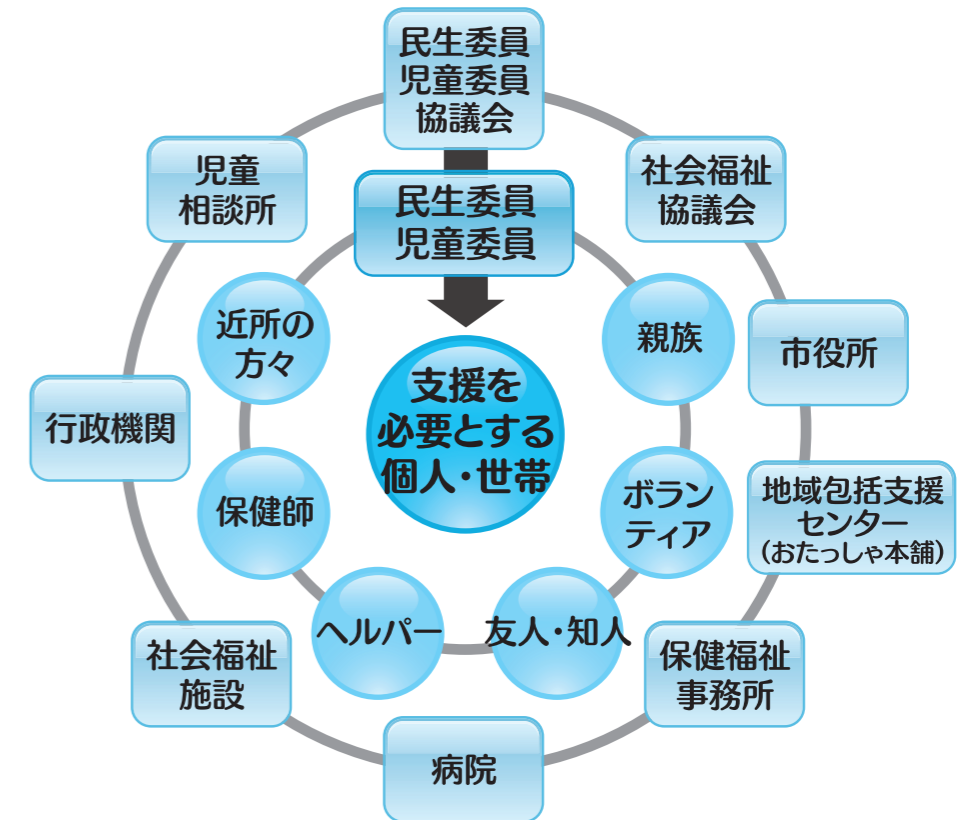 民生委員
児童委員
協議会
児童
相談所
社会福祉
協議会
民生委員
児童委員
近所の
方々
親族
市役所
支援を
必要とする
個人・世帯
行政機関
保健師
ボラン
ティア
地域包括支援
センター
（おたっしゃ本舗）
ヘルパー
友人・知人
社会福祉
施設
保健福祉
事務所
病院